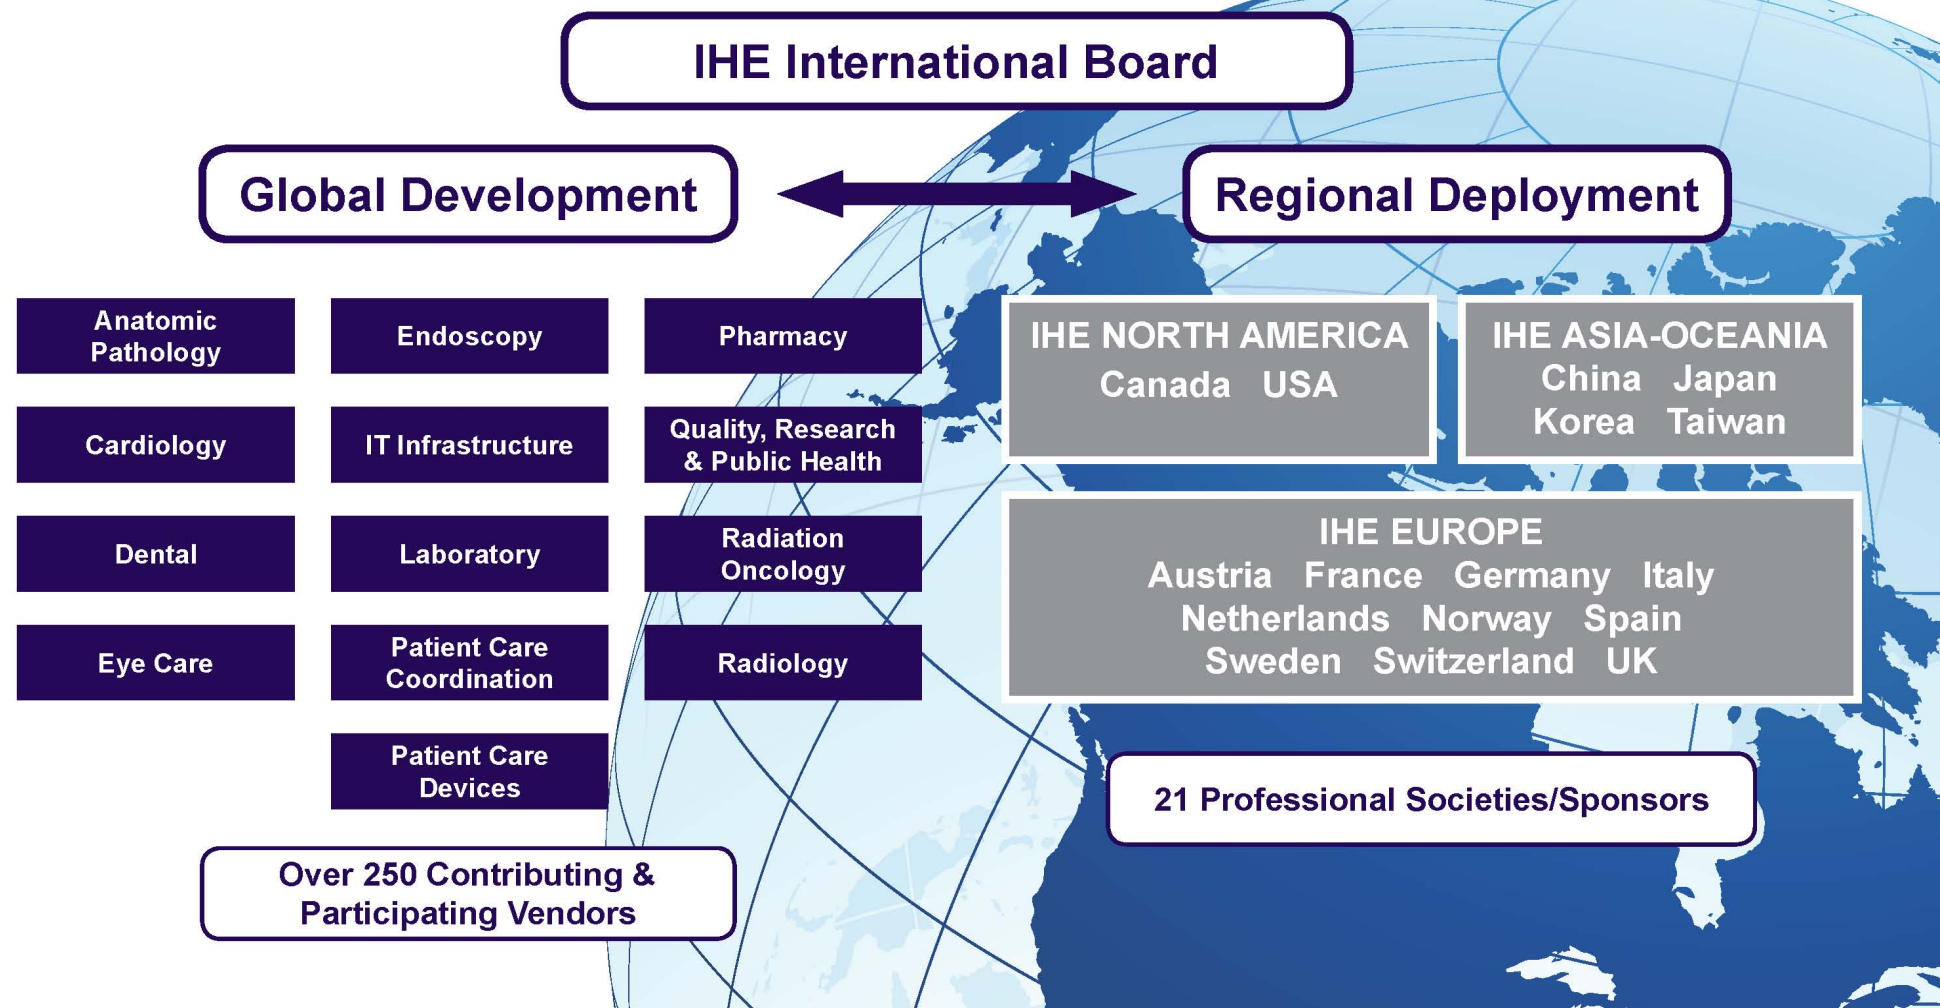 IHE International Board
Global Development
Regional Deployment
Anatomic
Pathology
Endoscopy
Pharmacy
Cardiology
IT Infrastructure
Quality, Research
& Public Health
Dental
Laboratory
Radiation
Oncology
Eye Care
Patient Care
Coordination
Radiology
Patient Care
Devices
Over 250 Contributing &
Participating Vendors
IHE NORTH AMERICA
Canada USA
IHE ASIA-OCEANIA
China Japan
Korea Taiwan
IHE EUROPE
Austria France Germany Italy
Netherlands Norway Spain
Sweden Switzerland UK
21 Professional Societies/Sponsors